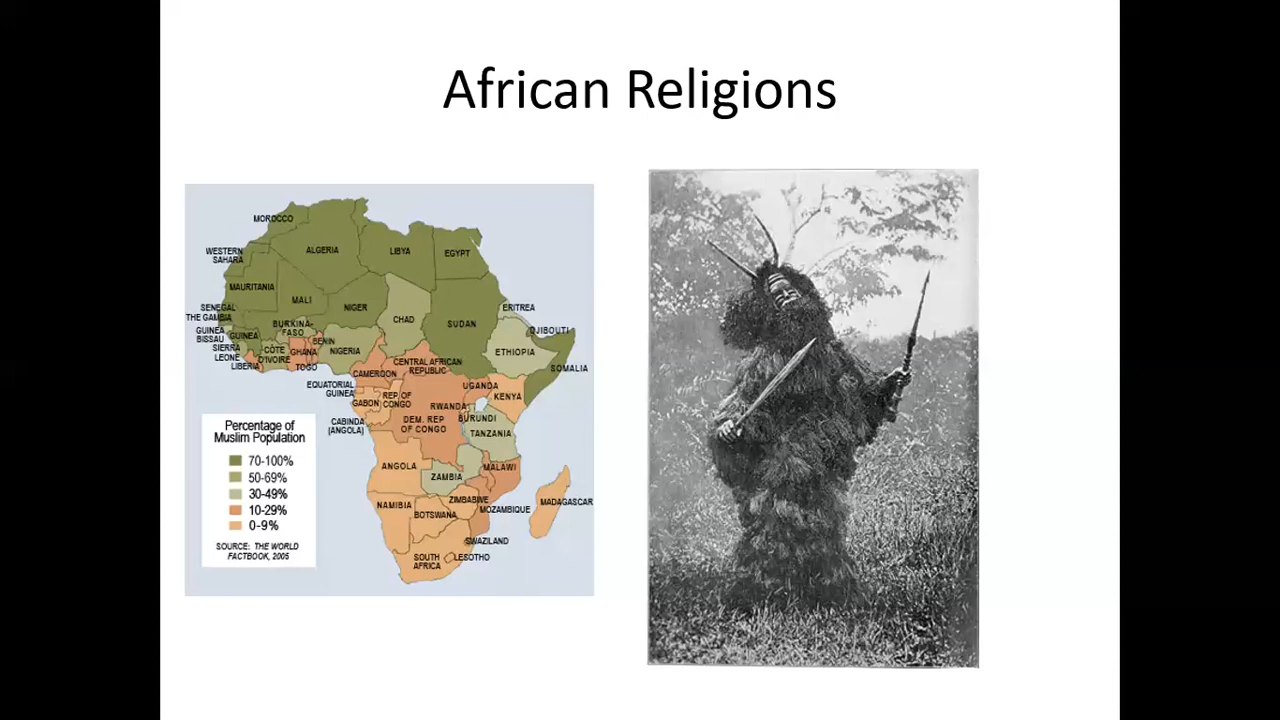 African Religions
MOROCCO
ALGERIA
LIBYA
EGYPT
WESTERN
SAHARA
MAURITANIA
MALI
NIGER
CHAD
SUDAN
ERITREA
DJIBOUTI
SENEGAL
THE GAMBIA
GUINEA
BISSAU
GUINEA
SIERRA
LEONE
LIBERIA
BURKINA-
FASO
CÔTE
D'IVOIRE
GHANA
TOGO
BENIN
NIGERIA
CAMEROON
CENTRAL AFRICAN
REPUBLIC
ETHIOPIA
SOMALIA
EQUATORIAL
GUINEA
GABON
REP OF
CONGO
UGANDA
KENYA
RWANDA
BURUNDI
DEM. REP
OF CONGO
TANZANIA
CABINDA
(ANGOLA)
ANGOLA
ZAMBIA
MALAWI
NAMIBIA
ZIMBABWE
BOTSWANA
MOZAMBIQUE
MADAGASCAR
SWAZILAND
SOUTH
AFRICA
LESOTHO
Percentage of
Muslim Population
70-100%
50-69%
30-49%
10-29%
0-9%
SOURCE: THE WORLD
FACTBOOK, 2005